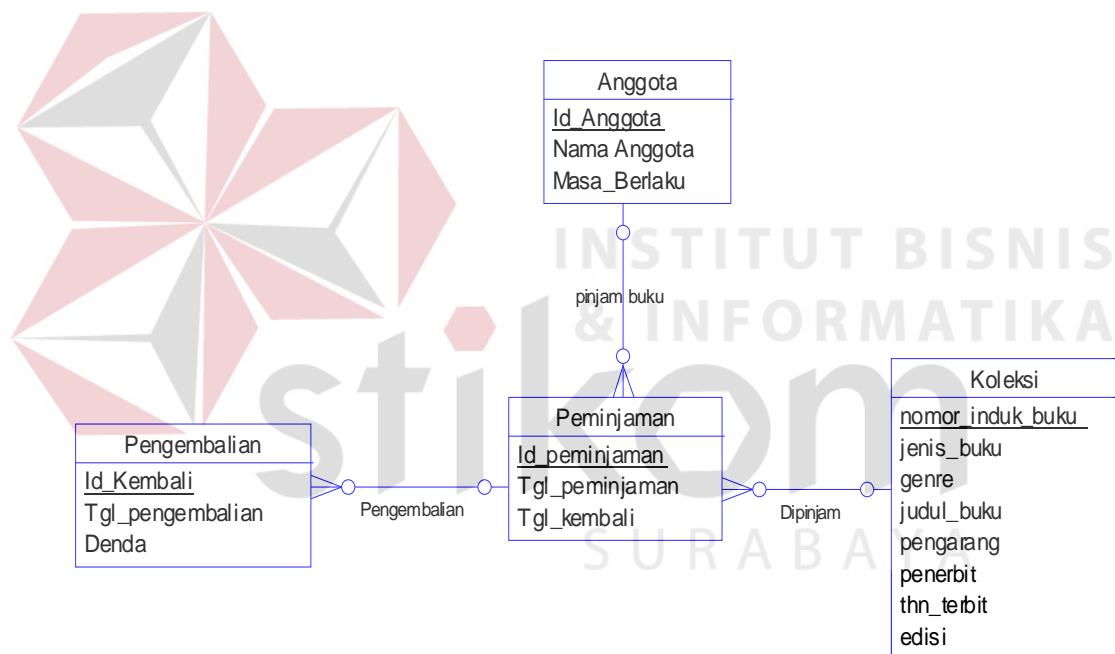 Anggota
Id_Anggota
Nama Anggota
Masa_Berlaku
INSTITUT BISNIS
pinjam buku
& INFORMATIKA
stikom
SURABAYA
Koleksi
nomor_induk_buku
jenis_buku
genre
judul_buku
pengarang
penerbit
thn_terbit
edisi
Peminjaman
Id_peminjaman
Tgl_peminjaman
Tgl_kembali
Dipinjam
Pengembalian
Id_Kembali
Tgl_pengembalian
Denda
Pengembalian